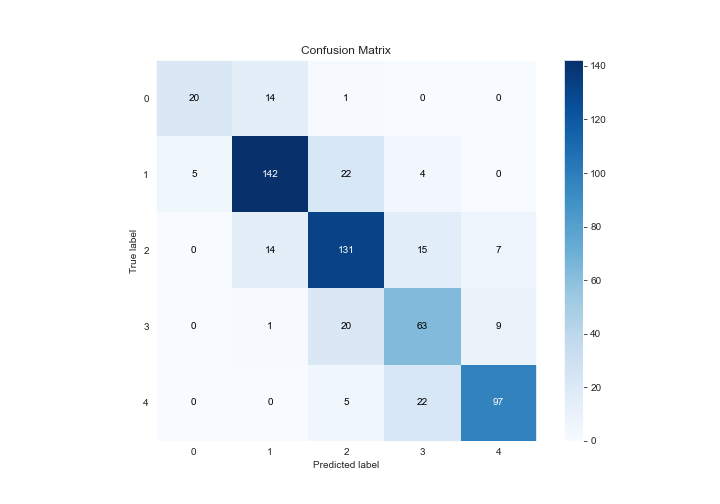 Confusion Matrix
0 20 14 1 0 0
1 5 142 22 4 0
2 0 14 131 15 7
3 0 1 20 63 9
4 0 0 5 22 97
0 1 2 3 4
Predicted label
True label
140
120
100
80
60
40
20
0